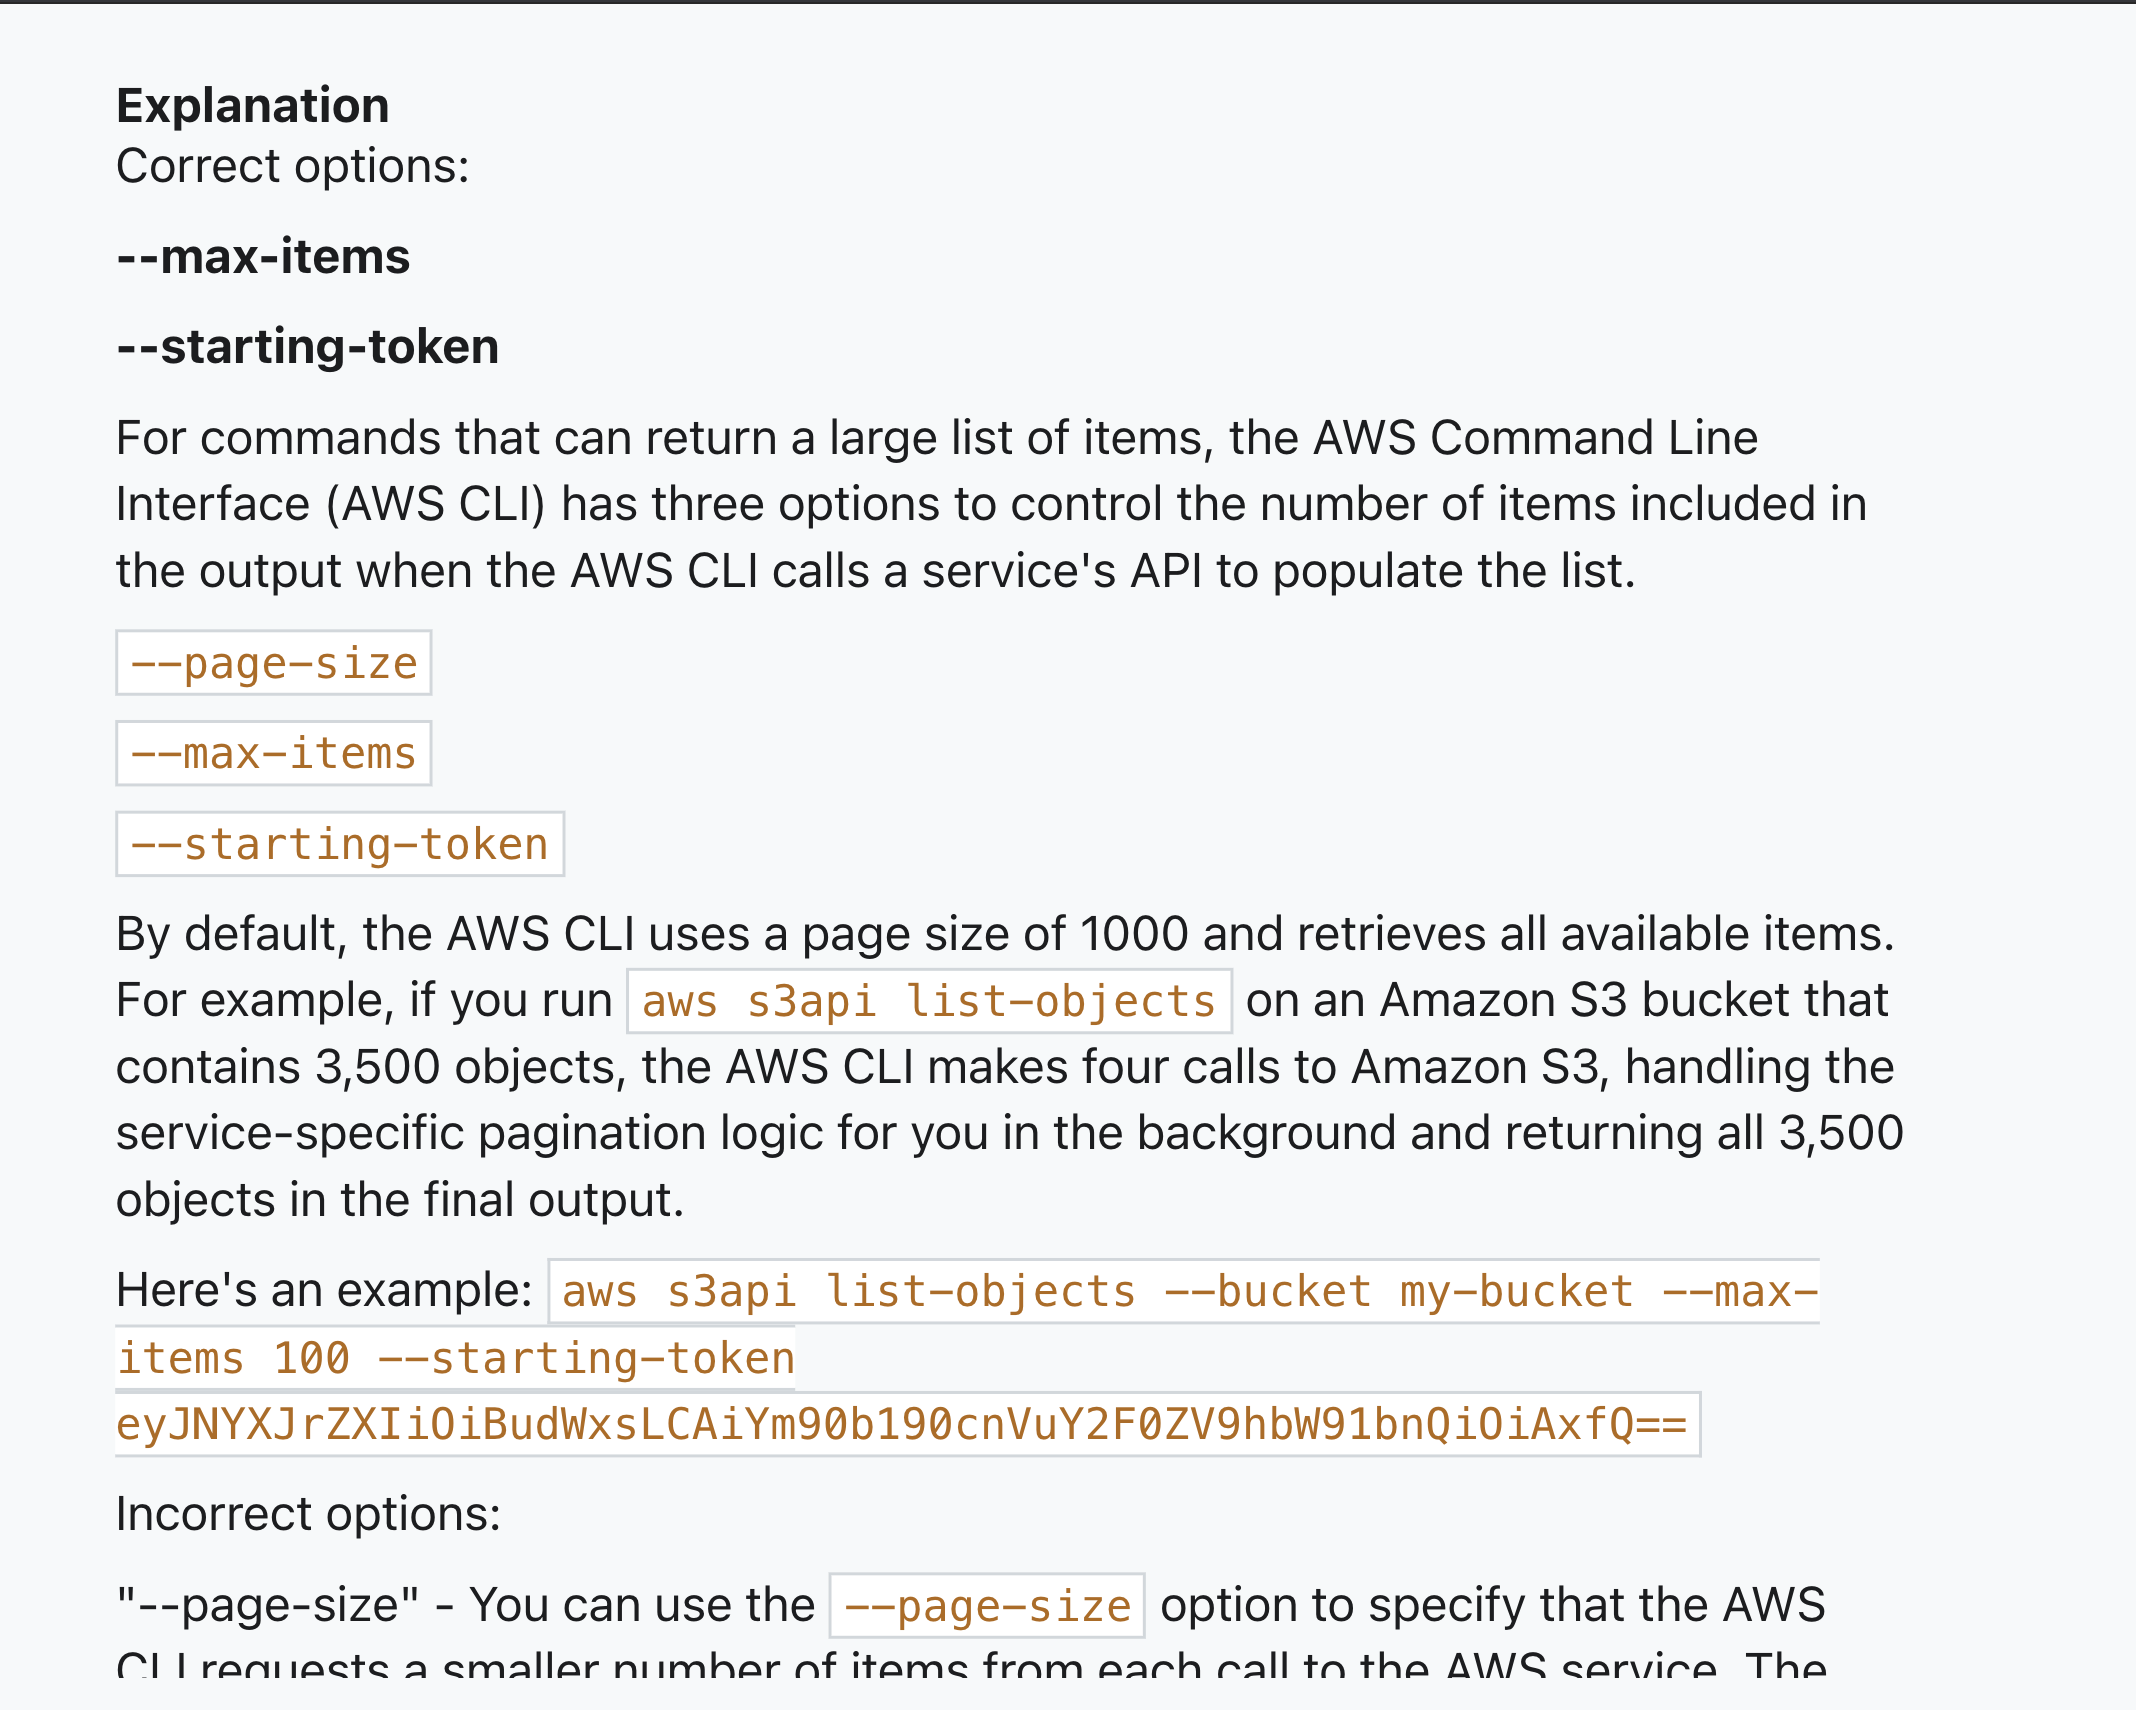 Explanation
Correct options:
--max-items
--starting-token
For commands that can return a large list of items, the AWS Command Line
Interface (AWS CLI) has three options to control the number of items included in
the output when the AWS CLI calls a service's API to populate the list.
--page-size
--max-items
--starting-token
By default, the AWS CLI uses a page size of 1000 and retrieves all available items.
For example, if you run aws s3api list-objects on an Amazon S3 bucket that
contains 3,500 objects, the AWS CLI makes four calls to Amazon S3, handling the
service-specific pagination logic for you in the background and returning all 3,500
objects in the final output.
Here's an example: aws s3api list-objects --bucket my-bucket --max-
items 100 --starting-token
eyJNYXJrZXIiOiBudWxsLCAiYm90b190cnVuY2F0ZV9hbW91bnQiOiAxfQ==
Incorrect options:
"--page-size" - You can use the --page-size option to specify that the AWS
CLI requests a smaller number of items from each call to the AWS service. The